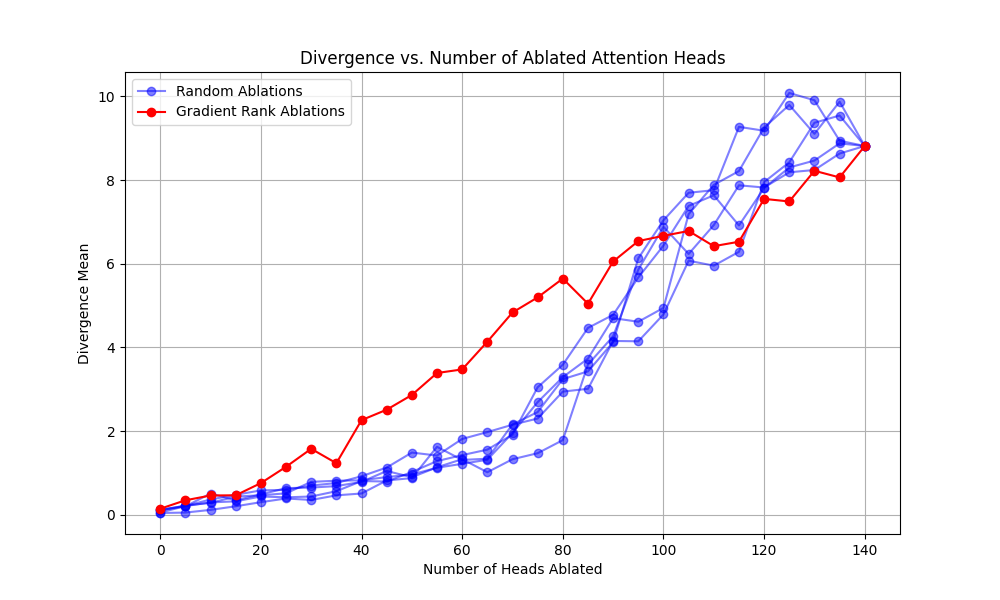 Divergence vs. Number of Ablated Attention Heads
Random Ablations
Gradient Rank Ablations
Divergence Mean
10
8
6
4
2
0
0 20 40 60 80 100 120 140
Number of Heads Ablated